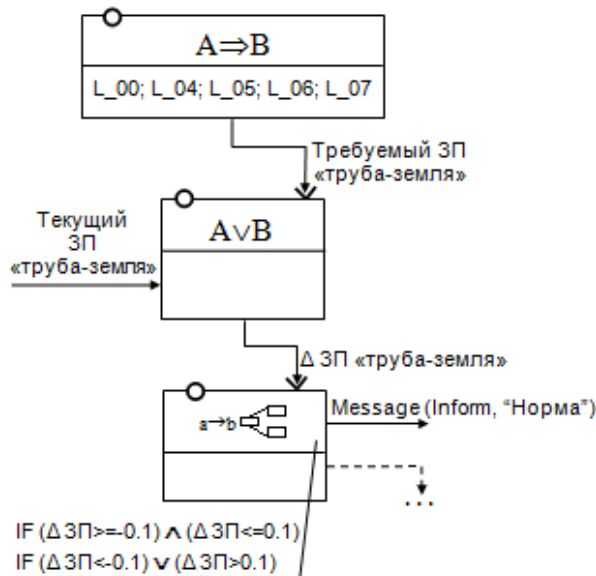 A⇒B
L_00; L_04; L_05; L_06; L_07
Требуемый ЗП
«труба-земля»
Текущий
ЗП
«труба-земля»
A∨B
Δ ЗП «труба-земля»
a→b
Message (Inform, “Норма”)
...
IF (Δ ЗП>=-0.1) ∧ (Δ ЗП<=0.1)
IF (Δ ЗП<-0.1) ∨ (Δ ЗП>0.1)